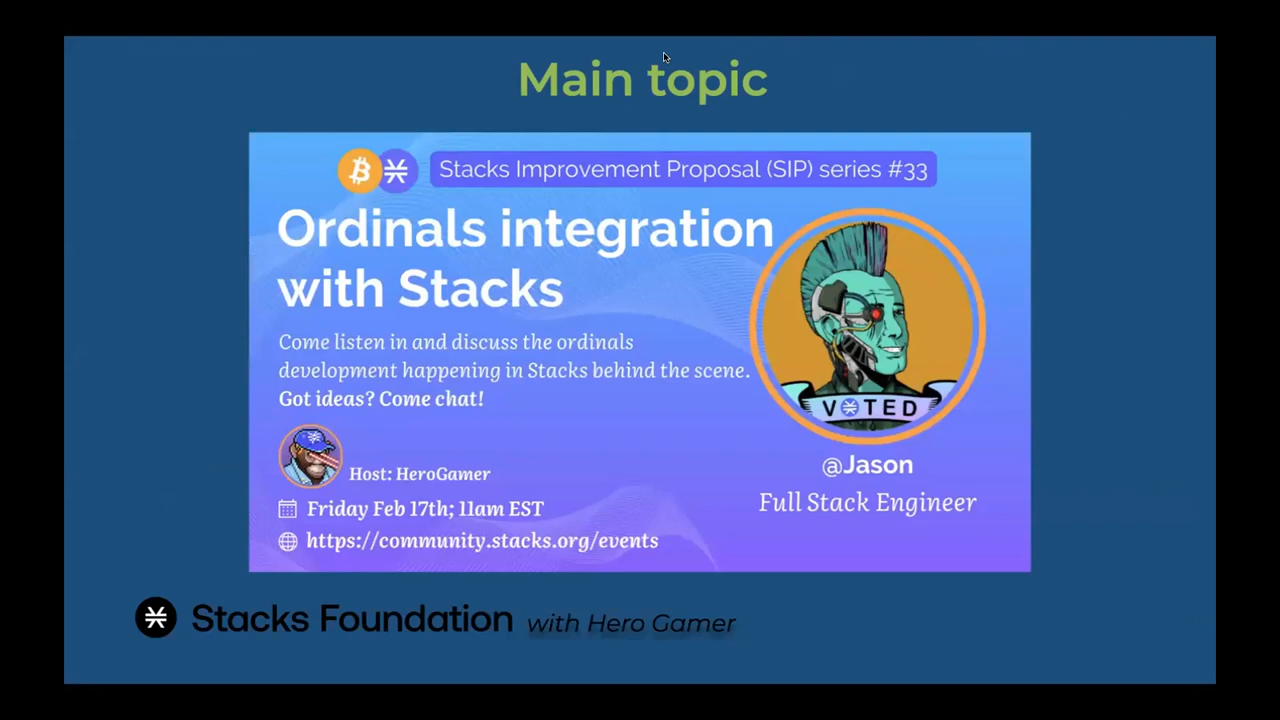 Main topic
Stacks Improvement Proposal (SIP) series #33
Ordinals integration
with Stacks
Come listen in and discuss the ordinals
development happening in Stacks behind the scene.
Got ideas? Come chat!
VOTED
Host: HeroGamer
@Jason
Full Stack Engineer
Friday Feb 17th; 11am EST
https://community.stacks.org/events
Stacks Foundation with Hero Gamer